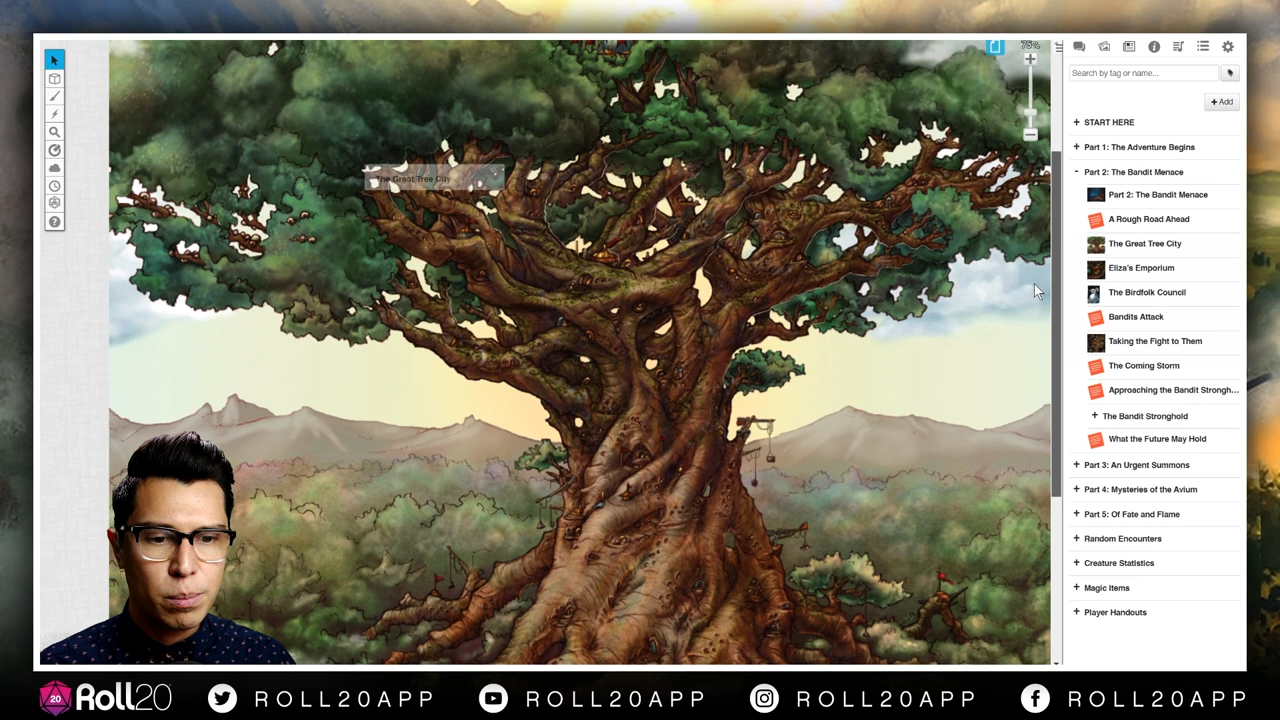 75%
Search by tag or name...
+ Add
+ START HERE
+ Part 1: The Adventure Begins
- Part 2: The Bandit Menace
Part 2: The Bandit Menace
A Rough Road Ahead
The Great Tree City
The Great Tree City
Eliza's Emporium
The Birdfolk Council
Bandits Attack
Taking the Fight to Them
The Coming Storm
Approaching the Bandit Strongh...
+ The Bandit Stronghold
What the Future May Hold
+ Part 3: An Urgent Summons
+ Part 4: Mysteries of the Avium
+ Part 5: Of Fate and Flame
+ Random Encounters
+ Creature Statistics
+ Magic Items
+ Player Handouts
20 Roll20 ROLL20APP ROLL20APP ROLL20APP ROLL20APP